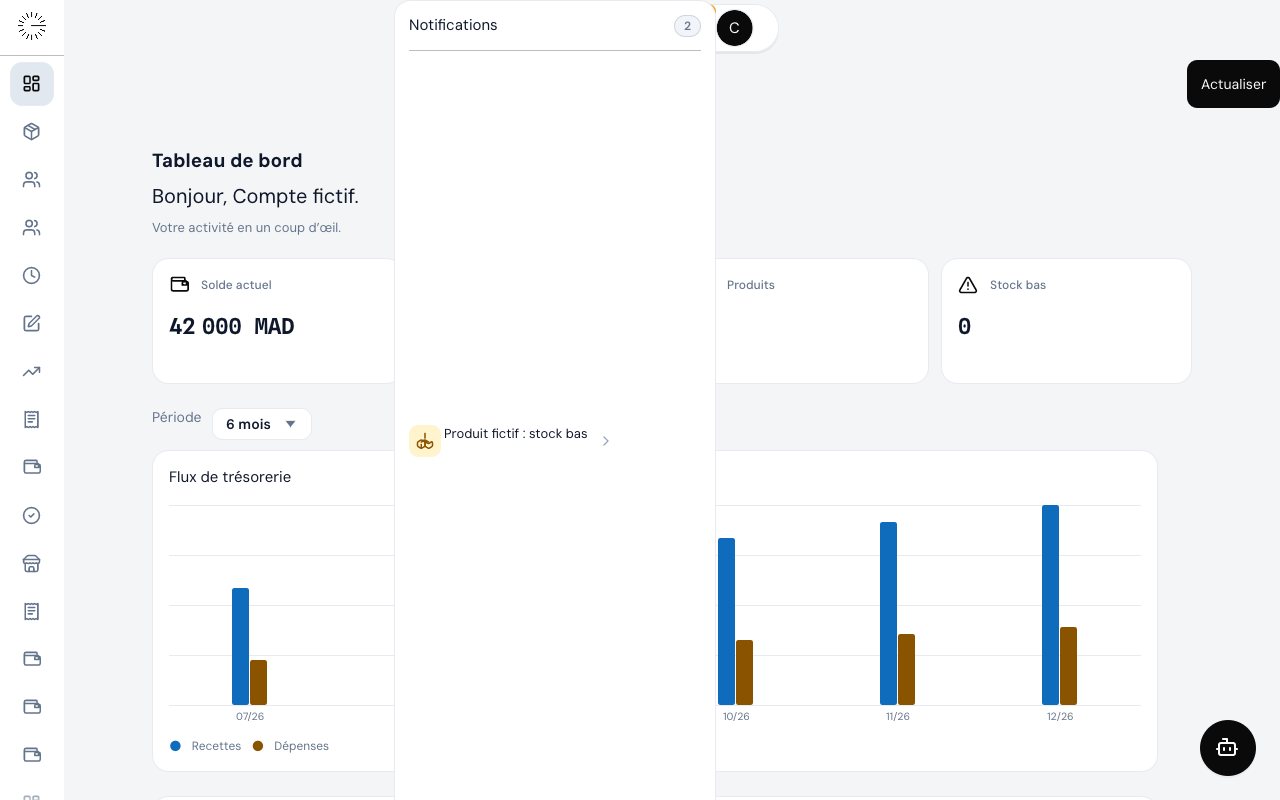 Notifications
2
C
Actualiser
Tableau de bord
Bonjour, Compte fictif.
Votre activité en un coup d’œil.
Solde actuel
42 000 MAD
Produits
Stock bas
0
Période
6 mois
Produit fictif : stock bas
Flux de trésorerie
07/26
10/26
11/26
12/26
Recettes
Dépenses